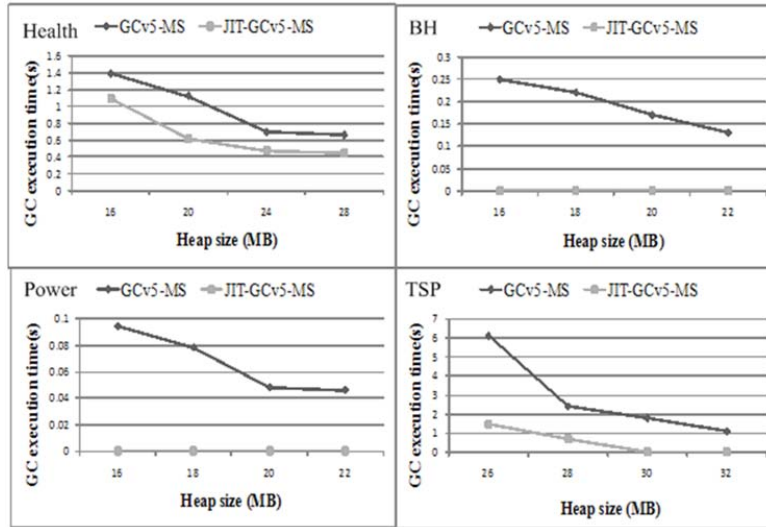 Health
GCv5-MS JIT-GCv5-MS
GC execution time(s)
1.6
1.4
1.2
1
0.8
0.6
0.4
0.2
0
16 20 24 28
Heap size (MB)
BH
GCv5-MS JIT-GCv5-MS
GC execution time(s)
0.3
0.25
0.2
0.15
0.1
0.05
0
16 18 20 22
Heap size (MB)
Power
GCv5-MS JIT-GCv5-MS
GC execution time(s)
0.1
0.08
0.06
0.04
0.02
0
16 18 20 22
Heap size (MB)
TSP
GCv5-MS JIT-GCv5-MS
GC execution time(s)
7
6
5
4
3
2
1
0
26 28 30 32
Heap size (MB)